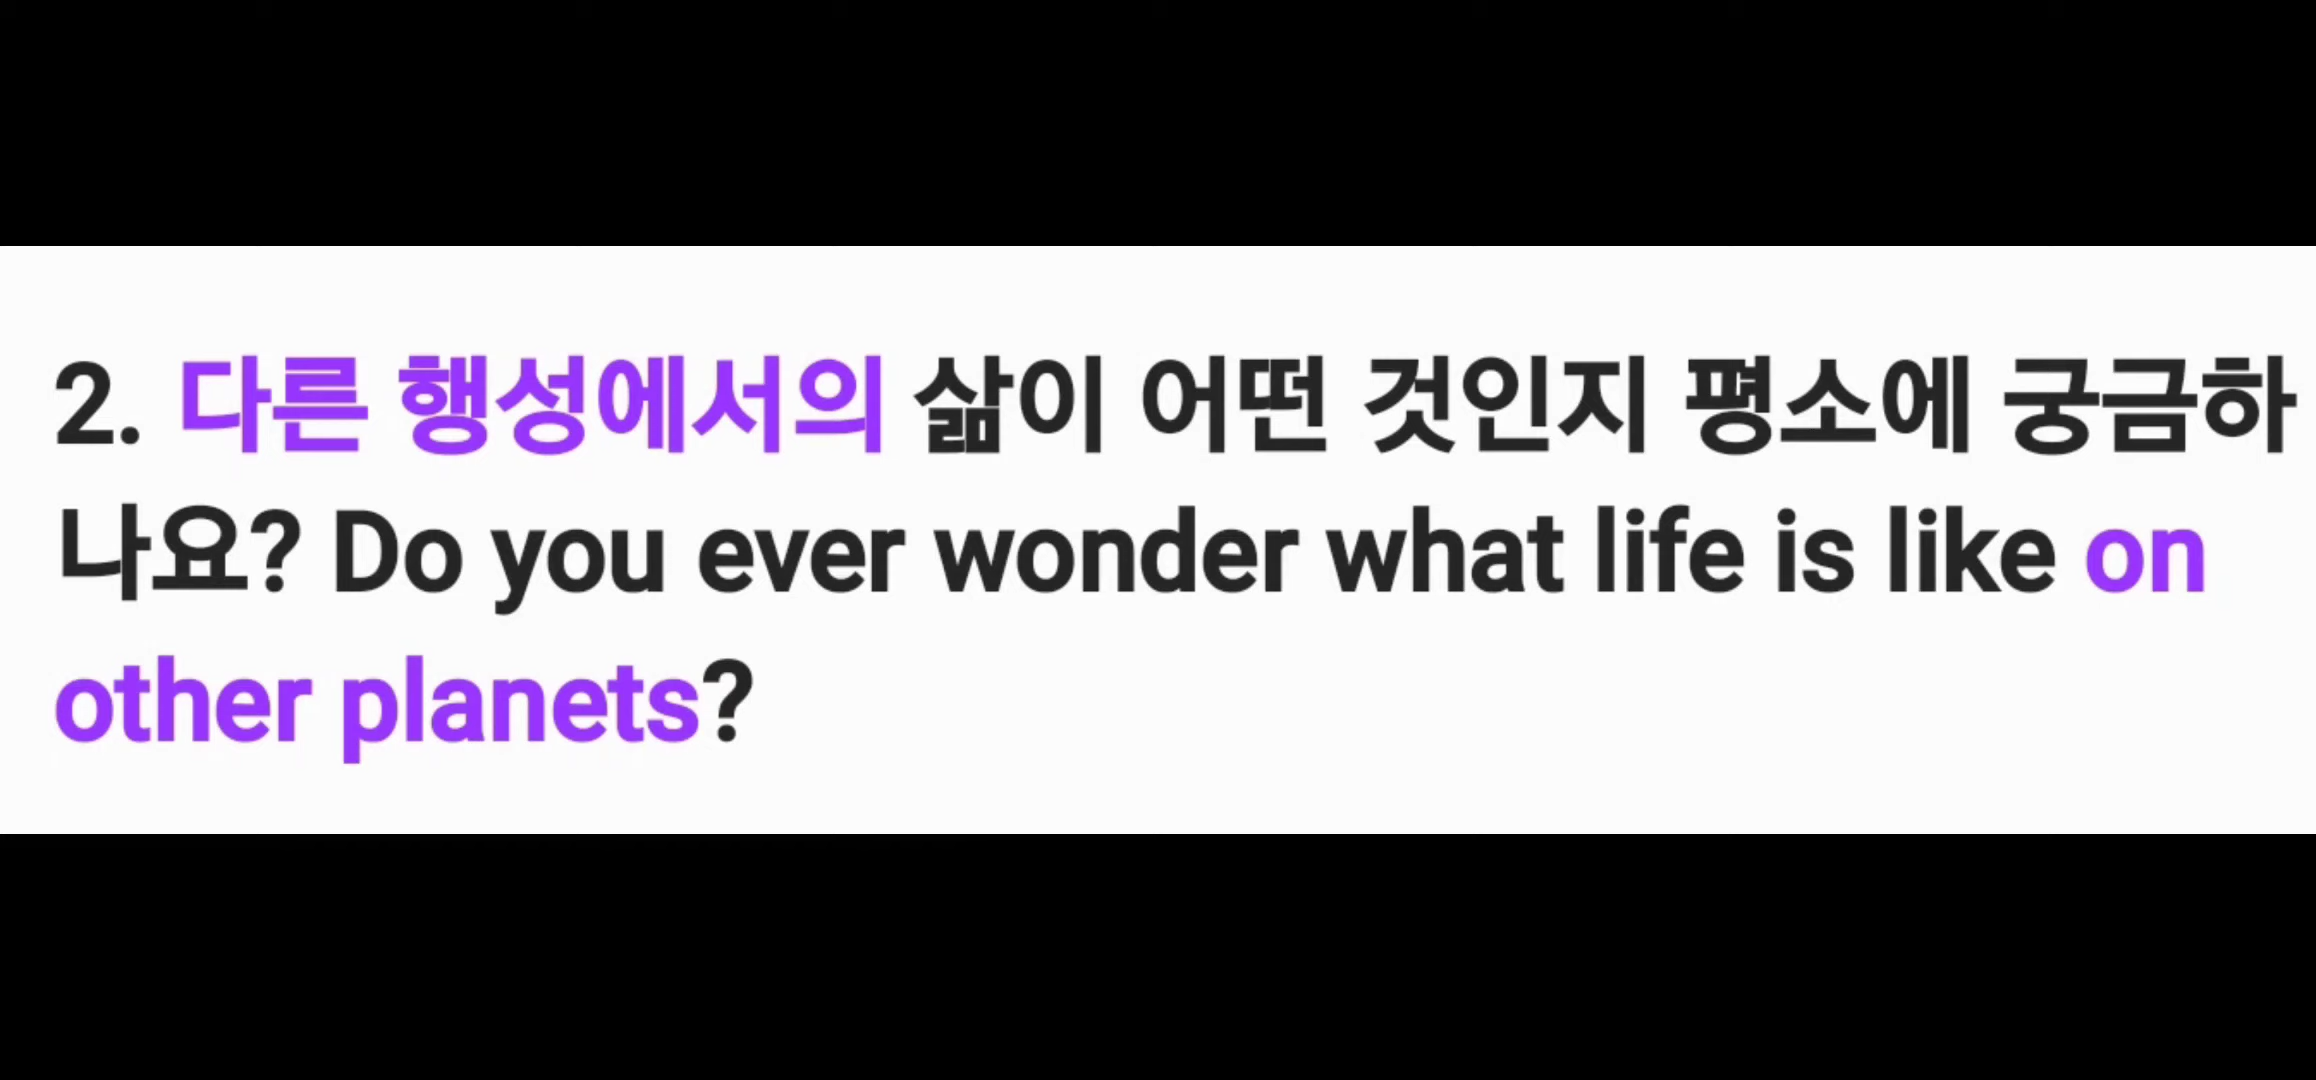 2. 다른 행성에서의 삶이 어떤 것인지 평소에 궁금하
나요? Do you ever wonder what life is like on
other planets?